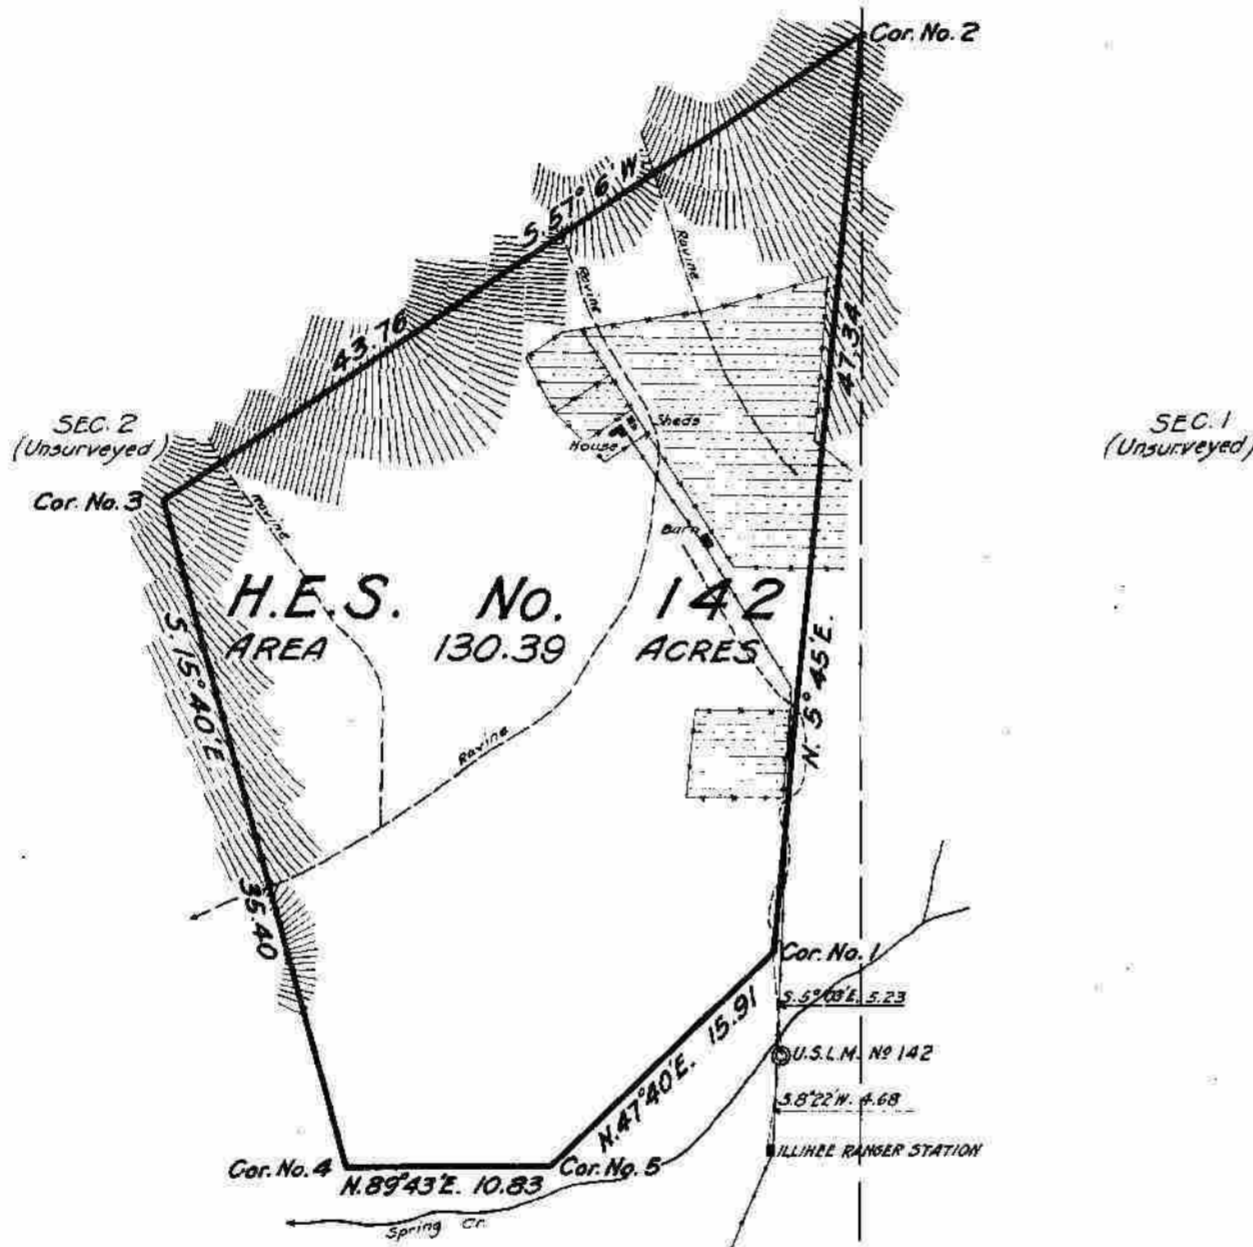 Cor. No. 2
S. 57° 6' W.
43.76
Ravine
Ravine
47.34
SEC. 2
(Unsurveyed)
SEC. 1
(Unsurveyed)
Sheds
House
Cor. No. 3
Ravine
Barn
H.E.S. No. 142
AREA 130.39 ACRES
S. 15° 40' E.
35.40
N. 5° 45' E.
Ravine
Cor. No. 1
S. 5° 03' E. 5.23
15.91
N. 47° 40' E.
U.S.L.M. Nº 142
S. 8° 22' W. 4.68
ILLIHEE RANGER STATION
Cor. No. 4
Cor. No. 5
N. 89° 43' E. 10.83
Spring Cr.